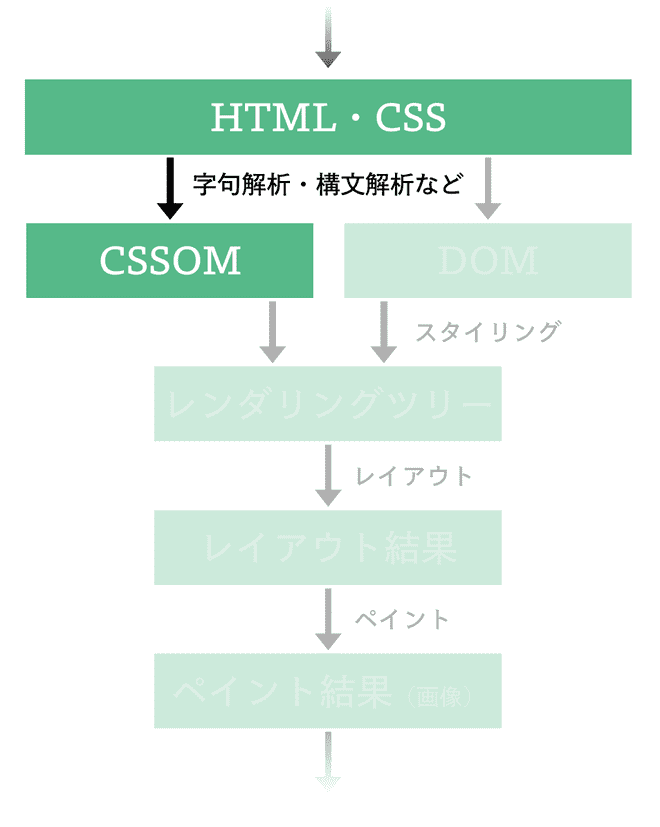 HTML・CSS
字句解析・構文解析など
CSSOM
DOM
スタイリング
レンダリングツリー
レイアウト
レイアウト結果
ペイント
ペイント結果（画像）